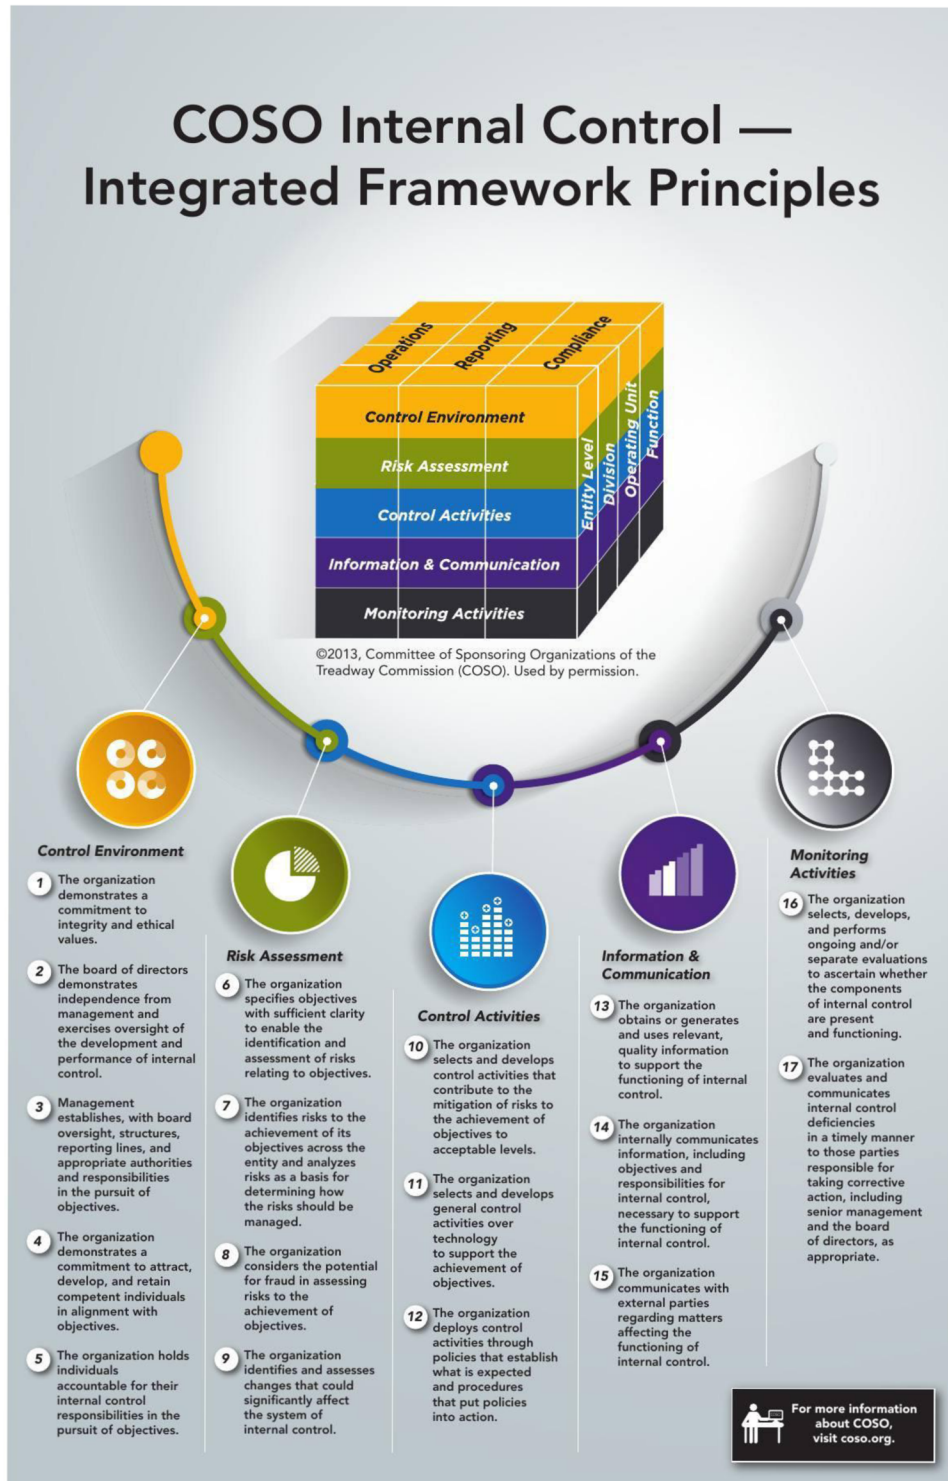 COSO Internal Control —
Integrated Framework Principles
Operations
Reporting
Compliance
Control Environment
Risk Assessment
Control Activities
Information & Communication
Monitoring Activities
Entity Level
Division
Operating Unit
Function
©2013, Committee of Sponsoring Organizations of the
Treadway Commission (COSO). Used by permission.
Control Environment
1 The organization
demonstrates a
commitment to
integrity and ethical
values.
2 The board of directors
demonstrates
independence from
management and
exercises oversight of
the development and
performance of internal
control.
3 Management
establishes, with board
oversight, structures,
reporting lines, and
appropriate authorities
and responsibilities
in the pursuit of
objectives.
4 The organization
demonstrates a
commitment to attract,
develop, and retain
competent individuals
in alignment with
objectives.
5 The organization holds
individuals
accountable for their
internal control
responsibilities in the
pursuit of objectives.
Risk Assessment
6 The organization
specifies objectives
with sufficient clarity
to enable the
identification and
assessment of risks
relating to objectives.
7 The organization
identifies risks to the
achievement of its
objectives across the
entity and analyzes
risks as a basis for
determining how
the risks should be
managed.
8 The organization
considers the potential
for fraud in assessing
risks to the
achievement of
objectives.
9 The organization
identifies and assesses
changes that could
significantly affect
the system of
internal control.
Control Activities
10 The organization
selects and develops
control activities that
contribute to the
mitigation of risks to
the achievement of
objectives to
acceptable levels.
11 The organization
selects and develops
general control
activities over
technology
to support the
achievement of
objectives.
12 The organization
deploys control
activities through
policies that establish
what is expected
and procedures
that put policies
into action.
Information &
Communication
13 The organization
obtains or generates
and uses relevant,
quality information
to support the
functioning of internal
control.
14 The organization
internally communicates
information, including
objectives and
responsibilities for
internal control,
necessary to support
the functioning of
internal control.
15 The organization
communicates with
external parties
regarding matters
affecting the
functioning of
internal control.
Monitoring
Activities
16 The organization
selects, develops,
and performs
ongoing and/or
separate evaluations
to ascertain whether
the components
of internal control
are present
and functioning.
17 The organization
evaluates and
communicates
internal control
deficiencies
in a timely manner
to those parties
responsible for
taking corrective
action, including
senior management
and the board
of directors, as
appropriate.
For more information
about COSO,
visit coso.org.